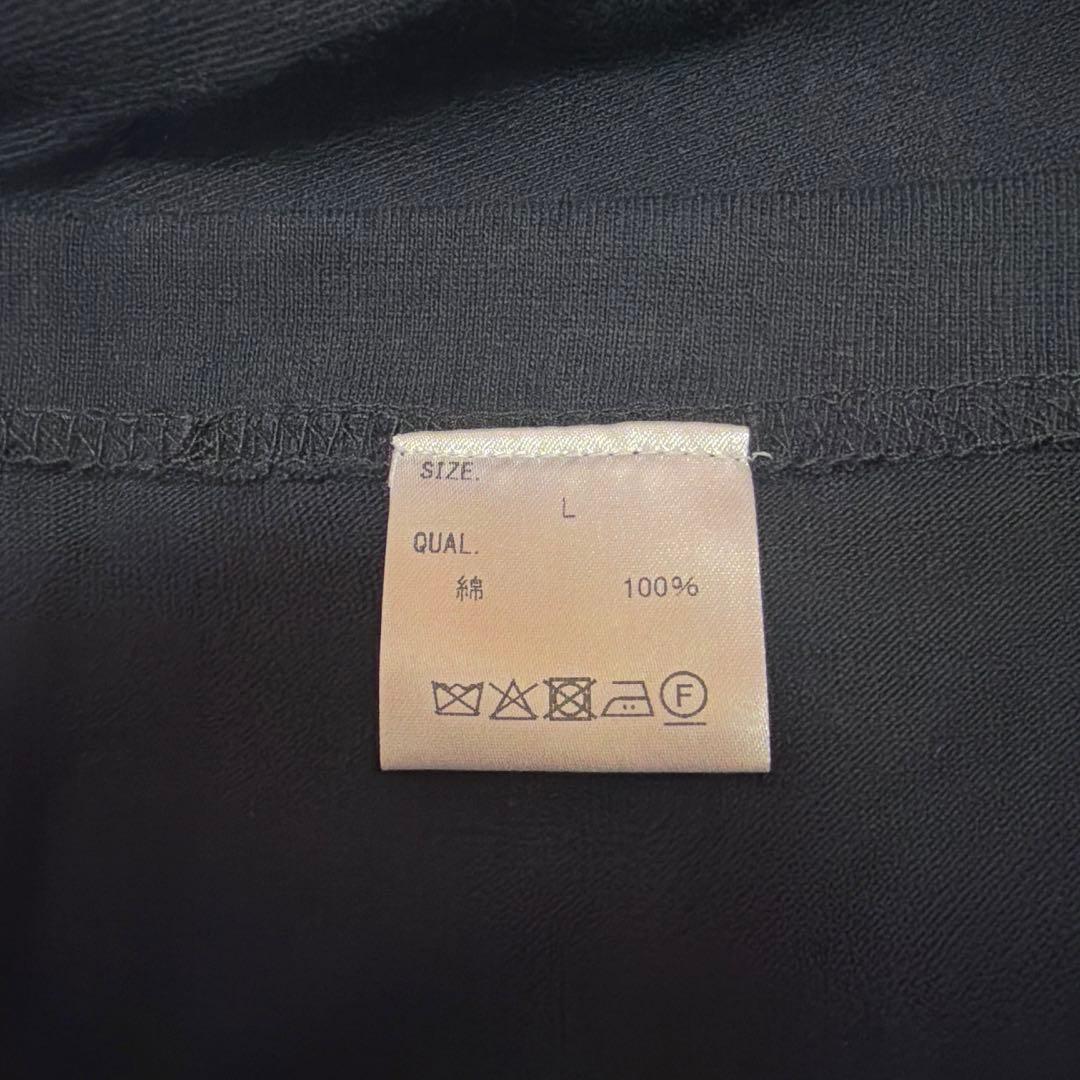 SIZE.
L
QUAL.
綿 100%
F